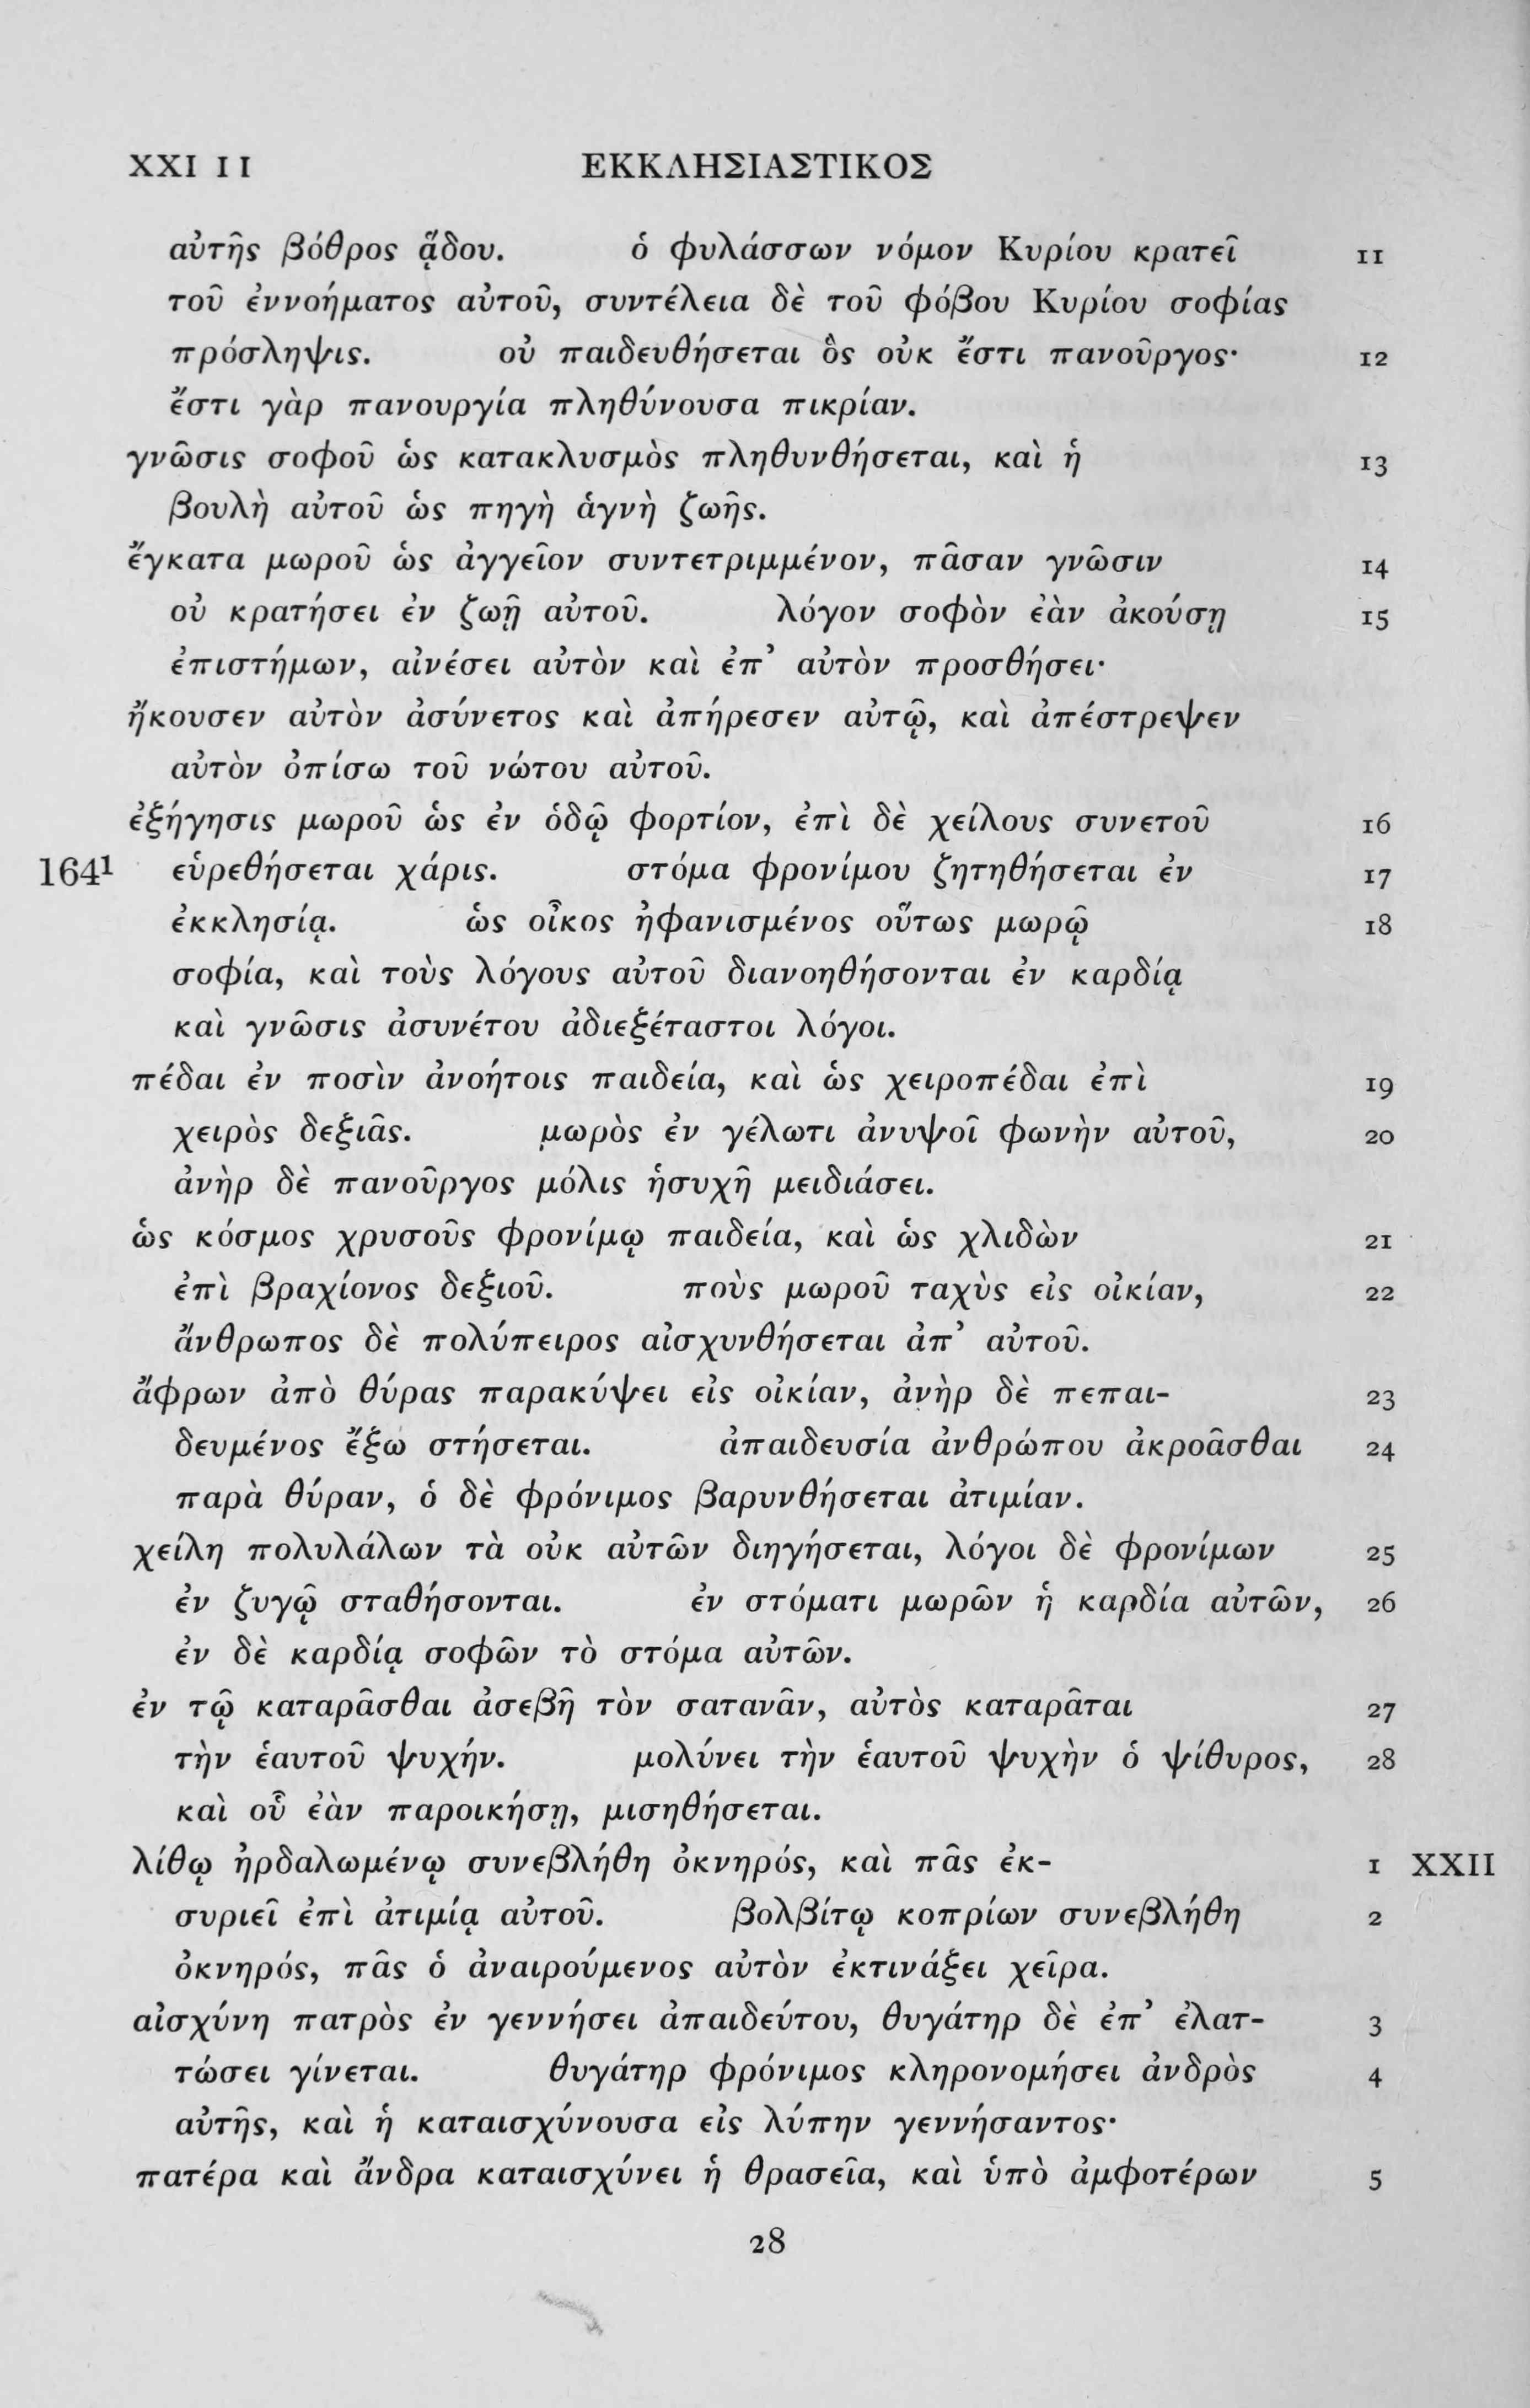 XXI 11 ΕΚΚΛΗΣΙΑΣΤΙΚΟΣ
αὐτῆς βόθρος ᾅδου. ὁ φυλάσσων νόμον Κυρίου κρατεῖ 11
τοῦ ἐννοήματος αὐτοῦ, συντέλεια δὲ τοῦ φόβου Κυρίου σοφίας
πρόσληψις. οὐ παιδευθήσεται ὃς οὐκ ἔστι πανοῦργος· 12
ἔστι γὰρ πανουργία πληθύνουσα πικρίαν.
γνῶσις σοφοῦ ὡς κατακλυσμὸς πληθυνθήσεται, καὶ ἡ 13
βουλὴ αὐτοῦ ὡς πηγὴ ἁγνὴ ζωῆς.
ἔγκατα μωροῦ ὡς ἀγγεῖον συντετριμμένον, πᾶσαν γνῶσιν 14
οὐ κρατήσει ἐν ζωῇ αὐτοῦ. λόγον σοφὸν ἐὰν ἀκούσῃ 15
ἐπιστήμων, αἰνέσει αὐτὸν καὶ ἐπ’ αὐτὸν προσθήσει·
ἤκουσεν αὐτὸν ἀσύνετος καὶ ἀπήρεσεν αὐτῷ, καὶ ἀπέστρεψεν
αὐτὸν ὀπίσω τοῦ νώτου αὐτοῦ.
ἐξήγησις μωροῦ ὡς ἐν ὁδῷ φορτίον, ἐπὶ δὲ χείλους συνετοῦ 16
164¹ εὑρεθήσεται χάρις. στόμα φρονίμου ζητηθήσεται ἐν 17
ἐκκλησίᾳ. ὡς οἶκος ἠφανισμένος οὕτως μωρῷ 18
σοφία, καὶ τοὺς λόγους αὐτοῦ διανοηθήσονται ἐν καρδίᾳ
καὶ γνῶσις ἀσυνέτου ἀδιεξέταστοι λόγοι.
πέδαι ἐν ποσὶν ἀνοήτοις παιδεία, καὶ ὡς χειροπέδαι ἐπὶ 19
χειρὸς δεξιᾶς. μωρὸς ἐν γέλωτι ἀνυψοῖ φωνὴν αὐτοῦ, 20
ἀνὴρ δὲ πανοῦργος μόλις ἡσυχῆ μειδιάσει.
ὡς κόσμος χρυσοῦς φρονίμῳ παιδεία, καὶ ὡς χλιδὼν 21
ἐπὶ βραχίονος δεξιοῦ. ποὺς μωροῦ ταχὺς εἰς οἰκίαν, 22
ἄνθρωπος δὲ πολύπειρος αἰσχυνθήσεται ἀπ’ αὐτοῦ.
ἄφρων ἀπὸ θύρας παρακύψει εἰς οἰκίαν, ἀνὴρ δὲ πεπαι- 23
δευμένος ἔξω στήσεται. ἀπαιδευσία ἀνθρώπου ἀκροᾶσθαι 24
παρὰ θύραν, ὁ δὲ φρόνιμος βαρυνθήσεται ἀτιμίαν.
χείλη πολυλάλων τὰ οὐκ αὐτῶν διηγήσεται, λόγοι δὲ φρονίμων 25
ἐν ζυγῷ σταθήσονται. ἐν στόματι μωρῶν ἡ καρδία αὐτῶν, 26
ἐν δὲ καρδίᾳ σοφῶν τὸ στόμα αὐτῶν.
ἐν τῷ καταρᾶσθαι ἀσεβῆ τὸν σατανᾶν, αὐτὸς καταρᾶται 27
τὴν ἑαυτοῦ ψυχήν. μολύνει τὴν ἑαυτοῦ ψυχὴν ὁ ψίθυρος, 28
καὶ οὗ ἐὰν παροικήσῃ, μισηθήσεται.
λίθῳ ἠρδαλωμένῳ συνεβλήθη ὀκνηρός, καὶ πᾶς ἐκ- 1 XXII
συριεῖ ἐπὶ ἀτιμίᾳ αὐτοῦ. βολβίτῳ κοπρίων συνεβλήθη 2
ὀκνηρός, πᾶς ὁ ἀναιρούμενος αὐτὸν ἐκτινάξει χεῖρα.
αἰσχύνη πατρὸς ἐν γεννήσει ἀπαιδεύτου, θυγάτηρ δὲ ἐπ’ ἐλατ- 3
τώσει γίνεται. θυγάτηρ φρόνιμος κληρονομήσει ἀνδρὸς 4
αὐτῆς, καὶ ἡ καταισχύνουσα εἰς λύπην γεννήσαντος·
πατέρα καὶ ἄνδρα καταισχύνει ἡ θρασεῖα, καὶ ὑπὸ ἀμφοτέρων 5
28